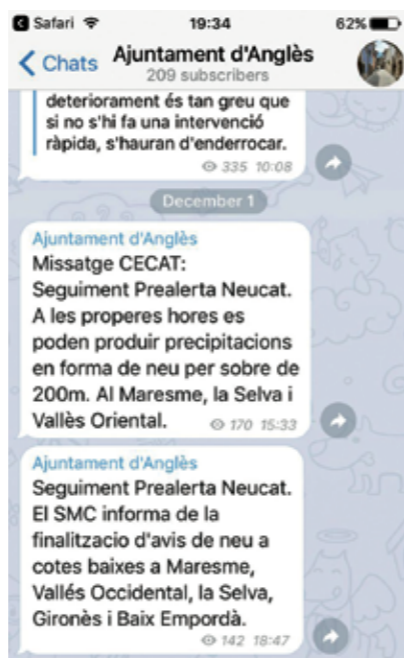 Safari 19:34 62%
Chats Ajuntament d'Anglès
209 subscribers
deteriorament és tan greu que
si no s'hi fa una intervenció
ràpida, s'hauran d'enderrocar.
335 10:08
December 1
Ajuntament d'Anglès
Missatge CECAT:
Seguiment Prealerta Neucat.
A les properes hores es
poden produir precipitacions
en forma de neu per sobre de
200m. Al Maresme, la Selva i
Vallès Oriental. 170 15:33
Ajuntament d'Anglès
Seguiment Prealerta Neucat.
El SMC informa de la
finalització d'avis de neu a
cotes baixes a Maresme,
Vallés Occidental, la Selva,
Gironès i Baix Empordà.
142 18:47